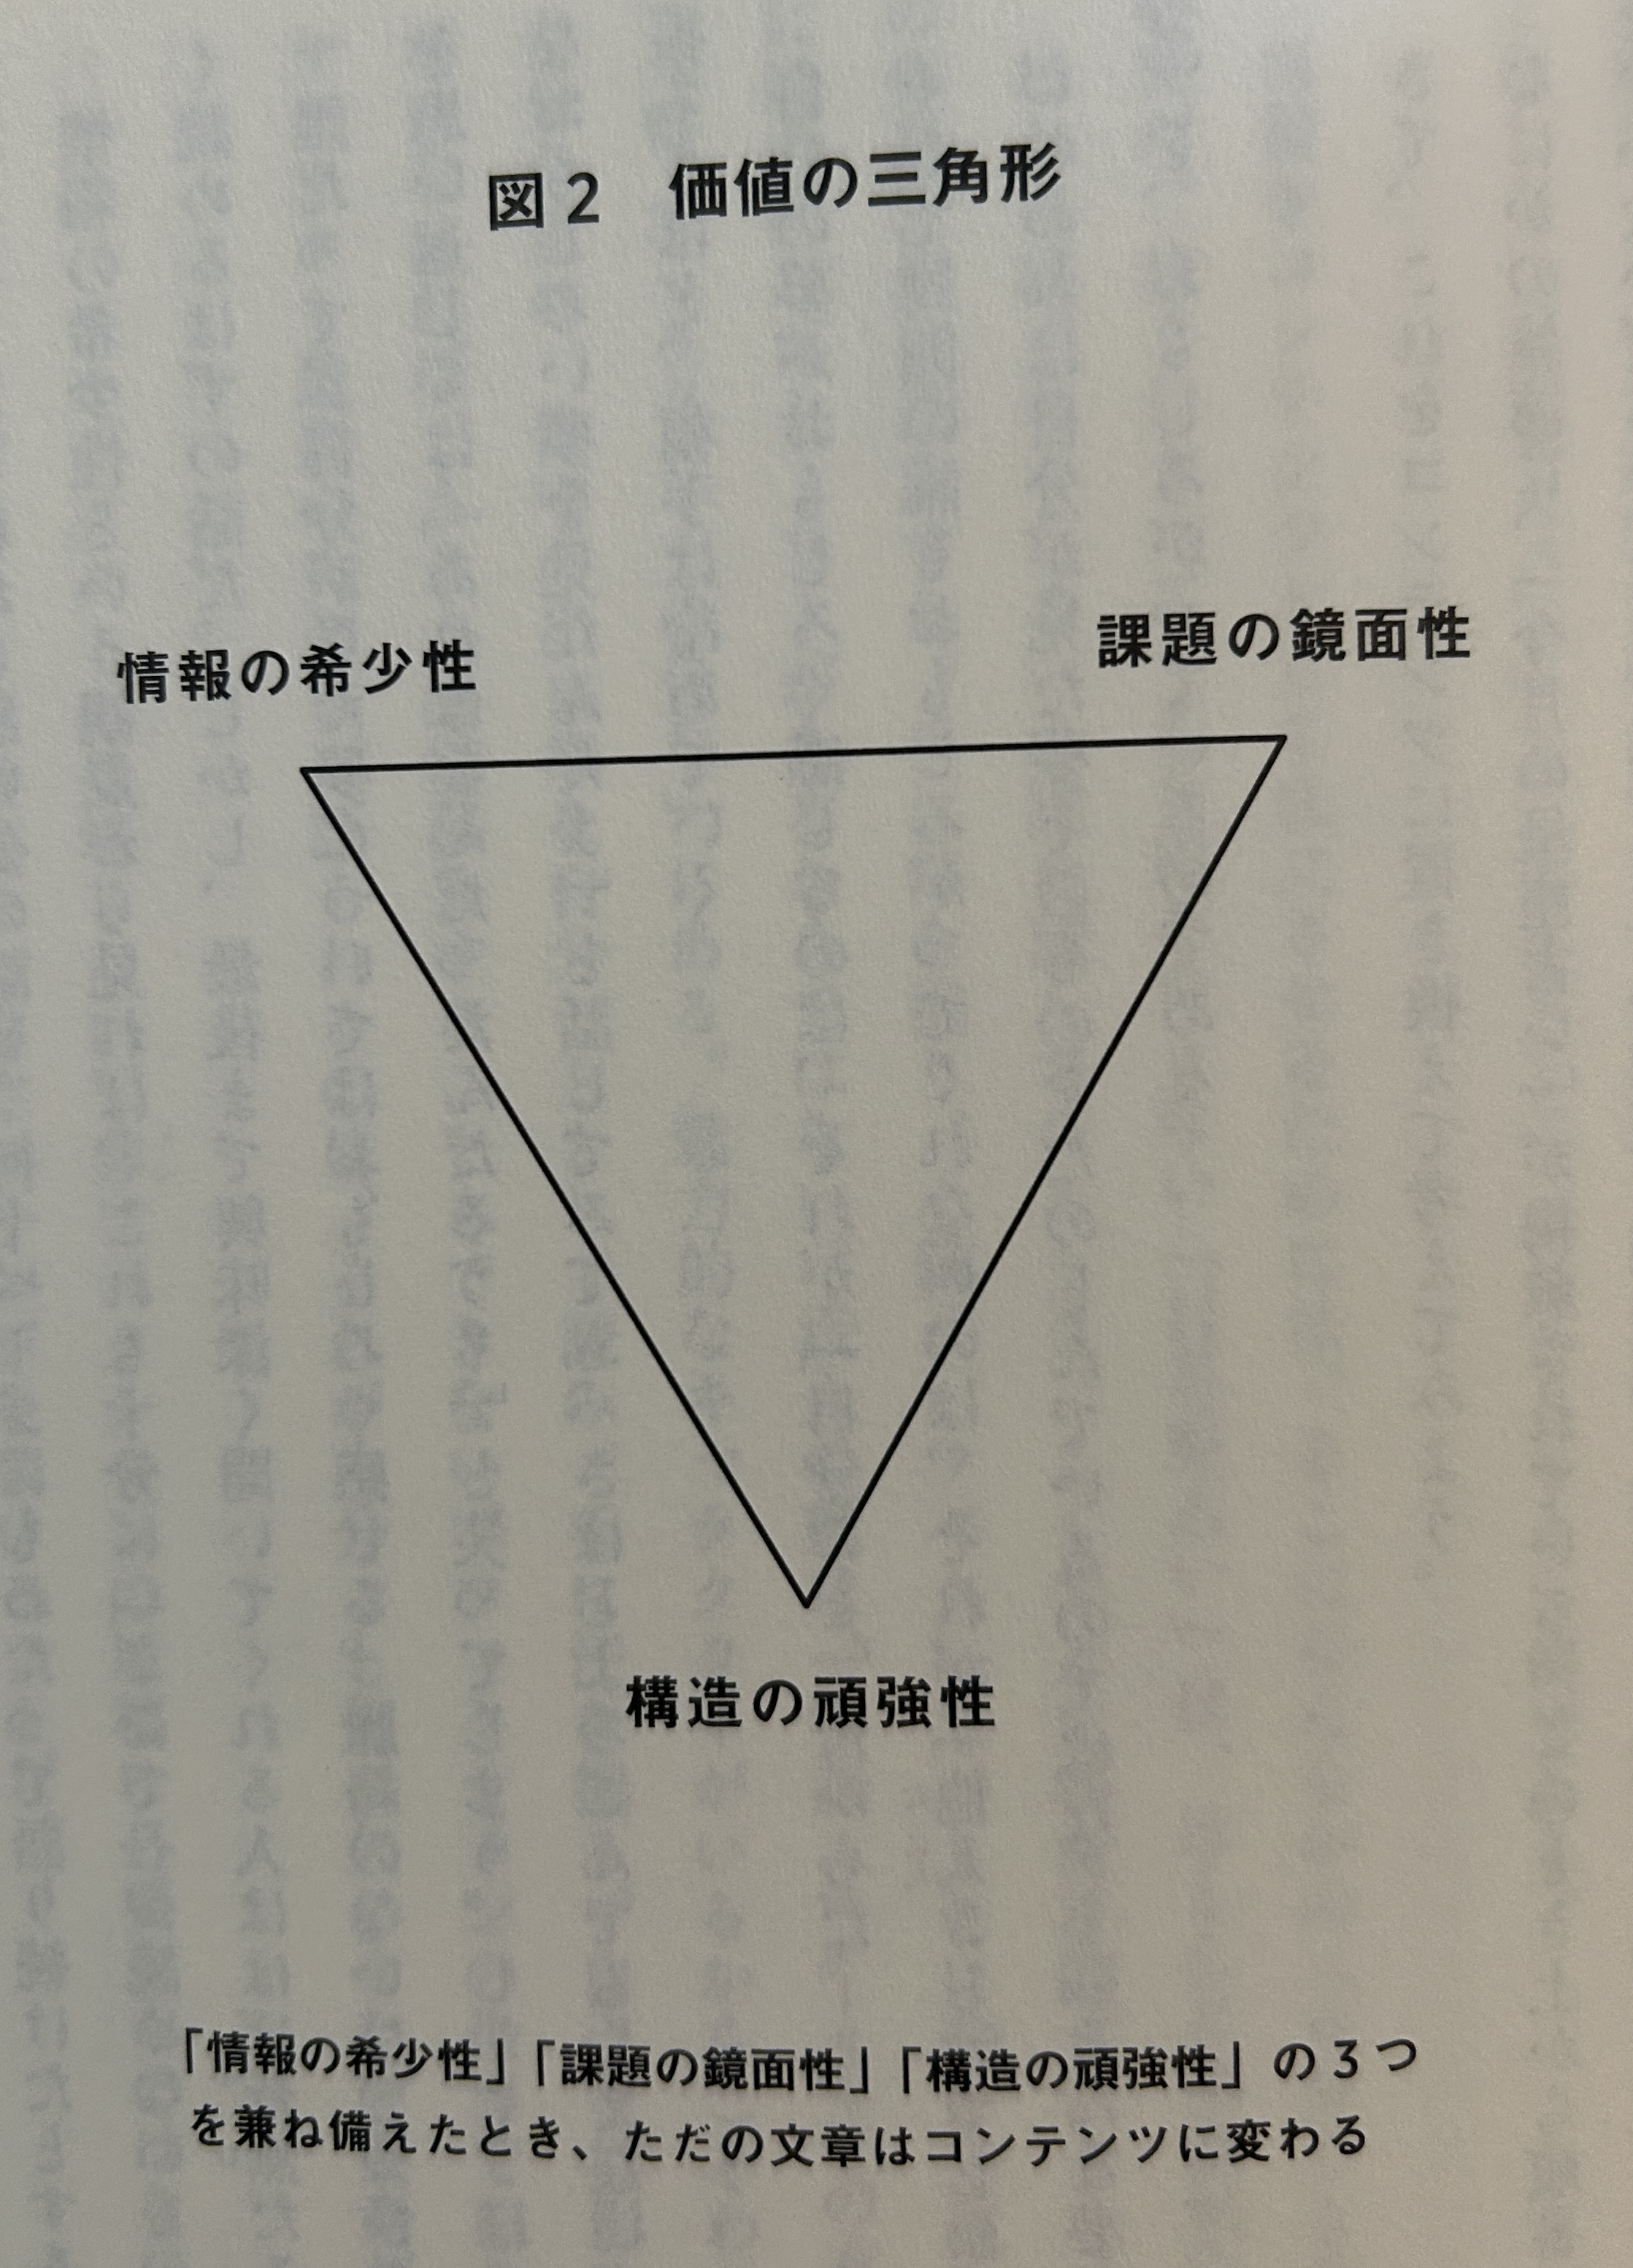 図2　価値の三角形
情報の希少性
課題の鏡面性
構造の頑強性
「情報の希少性」「課題の鏡面性」「構造の頑強性」の3つ
を兼ね備えたとき、ただの文章はコンテンツに変わる